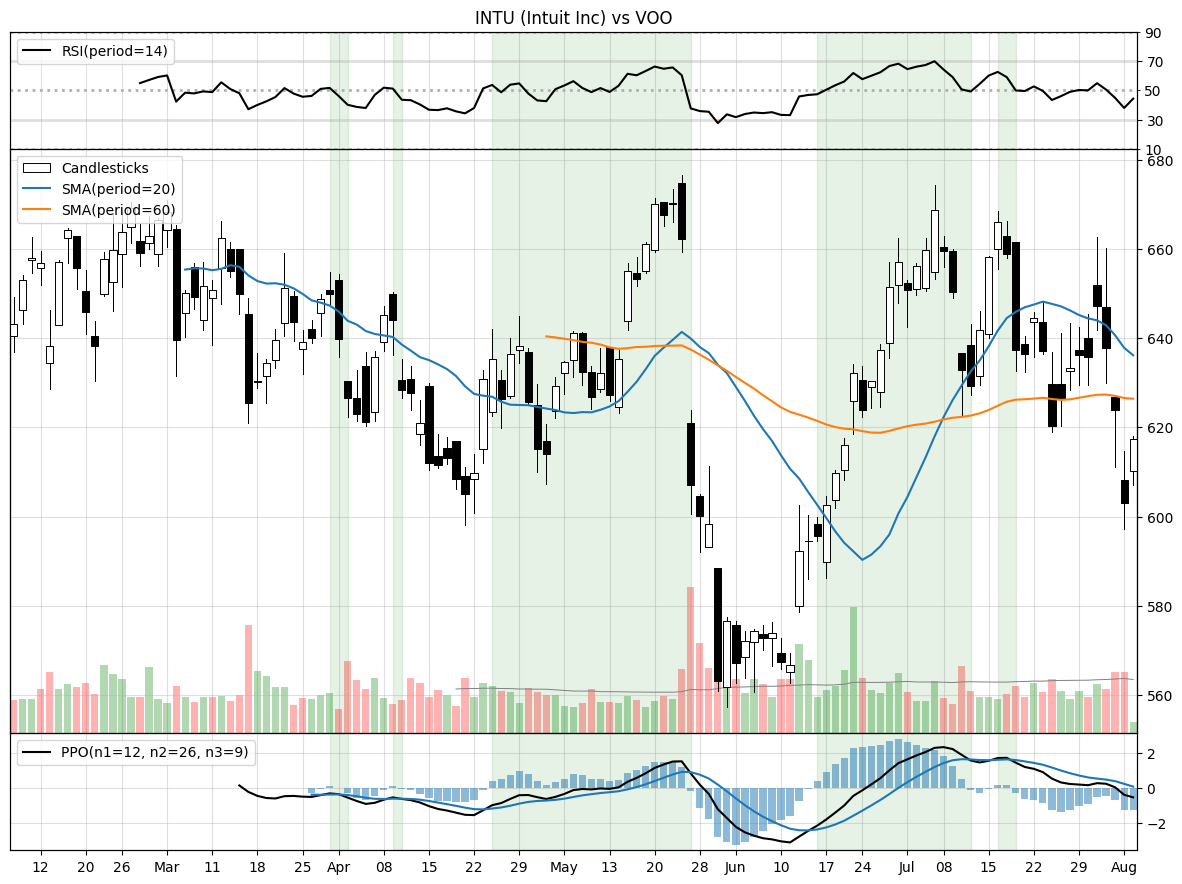 INTU (Intuit Inc) vs VOO
RSI(period=14)
90
70
50
30
10
Candlesticks
SMA(period=20)
SMA(period=60)
680
660
640
620
600
580
560
PPO(n1=12, n2=26, n3=9)
2
0
−2
12 20 26 Mar 11 18 25 Apr 08 15 22 29 May 13 20 28 Jun 10 17 24 Jul 08 15 22 29 Aug